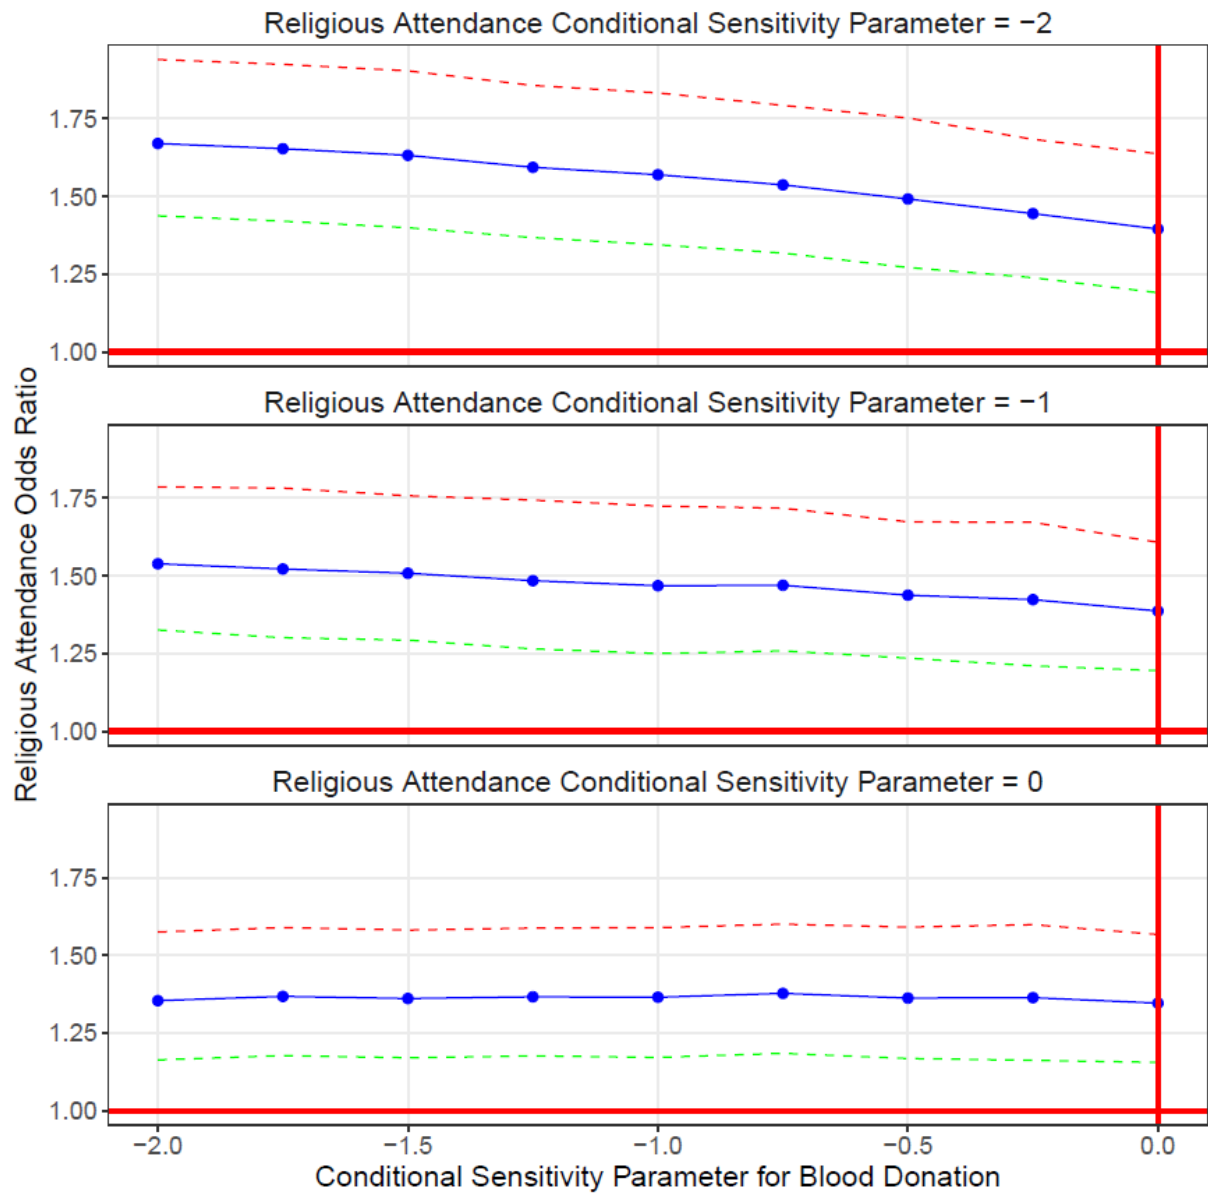 Religious Attendance Conditional Sensitivity Parameter = −2
1.75
1.50
1.25
1.00
Religious Attendance Conditional Sensitivity Parameter = −1
1.75
1.50
1.25
1.00
Religious Attendance Odds Ratio
Religious Attendance Conditional Sensitivity Parameter = 0
1.75
1.50
1.25
1.00
−2.0 −1.5 −1.0 −0.5 0.0
Conditional Sensitivity Parameter for Blood Donation